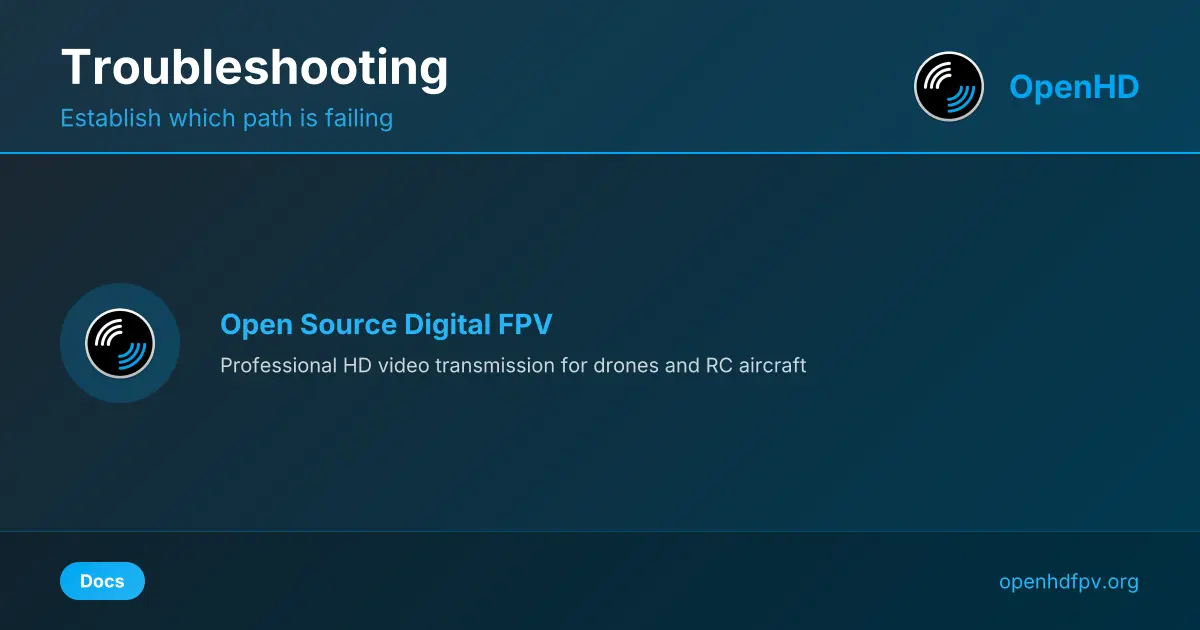 Troubleshooting
Establish which path is failing
OpenHD
Open Source Digital FPV
Professional HD video transmission for drones and RC aircraft
Docs
openhdfpv.org